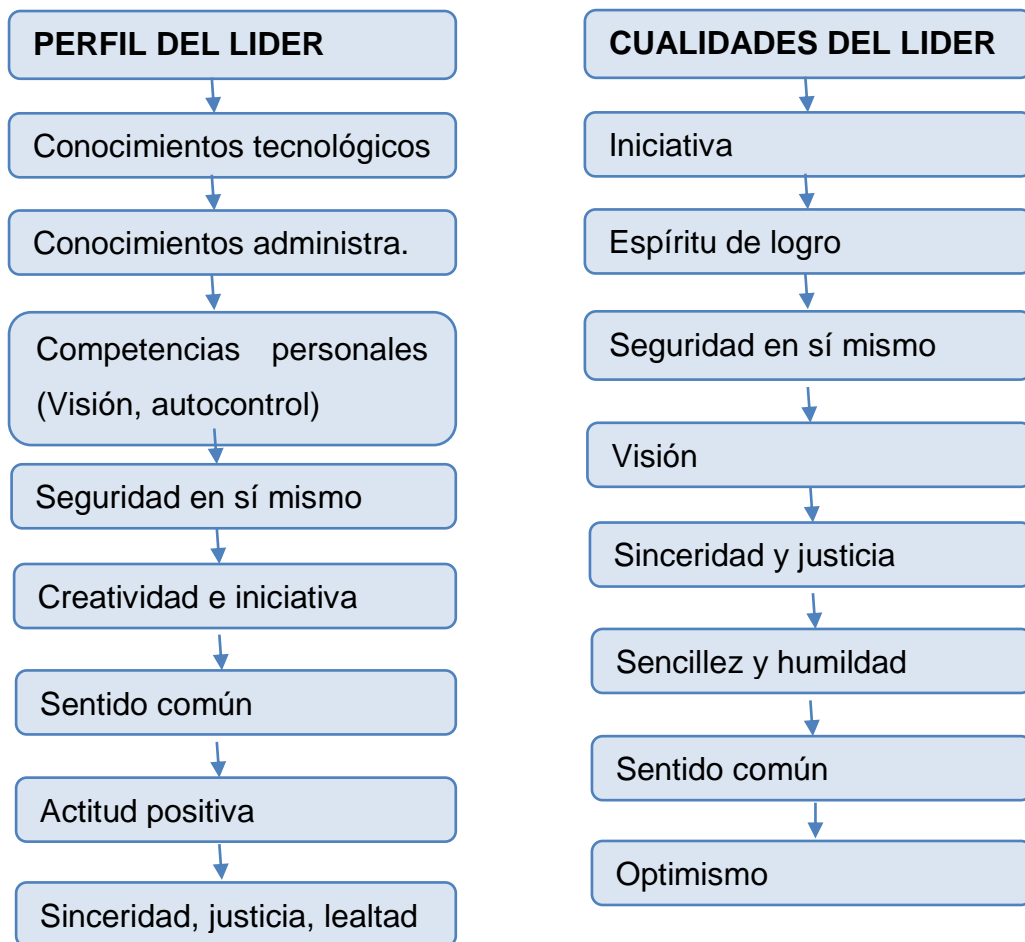 PERFIL DEL LIDER
Conocimientos tecnológicos
Conocimientos administra.
Competencias personales
(Visión, autocontrol)
Seguridad en sí mismo
Creatividad e iniciativa
Sentido común
Actitud positiva
Sinceridad, justicia, lealtad
CUALIDADES DEL LIDER
Iniciativa
Espíritu de logro
Seguridad en sí mismo
Visión
Sinceridad y justicia
Sencillez y humildad
Sentido común
Optimismo